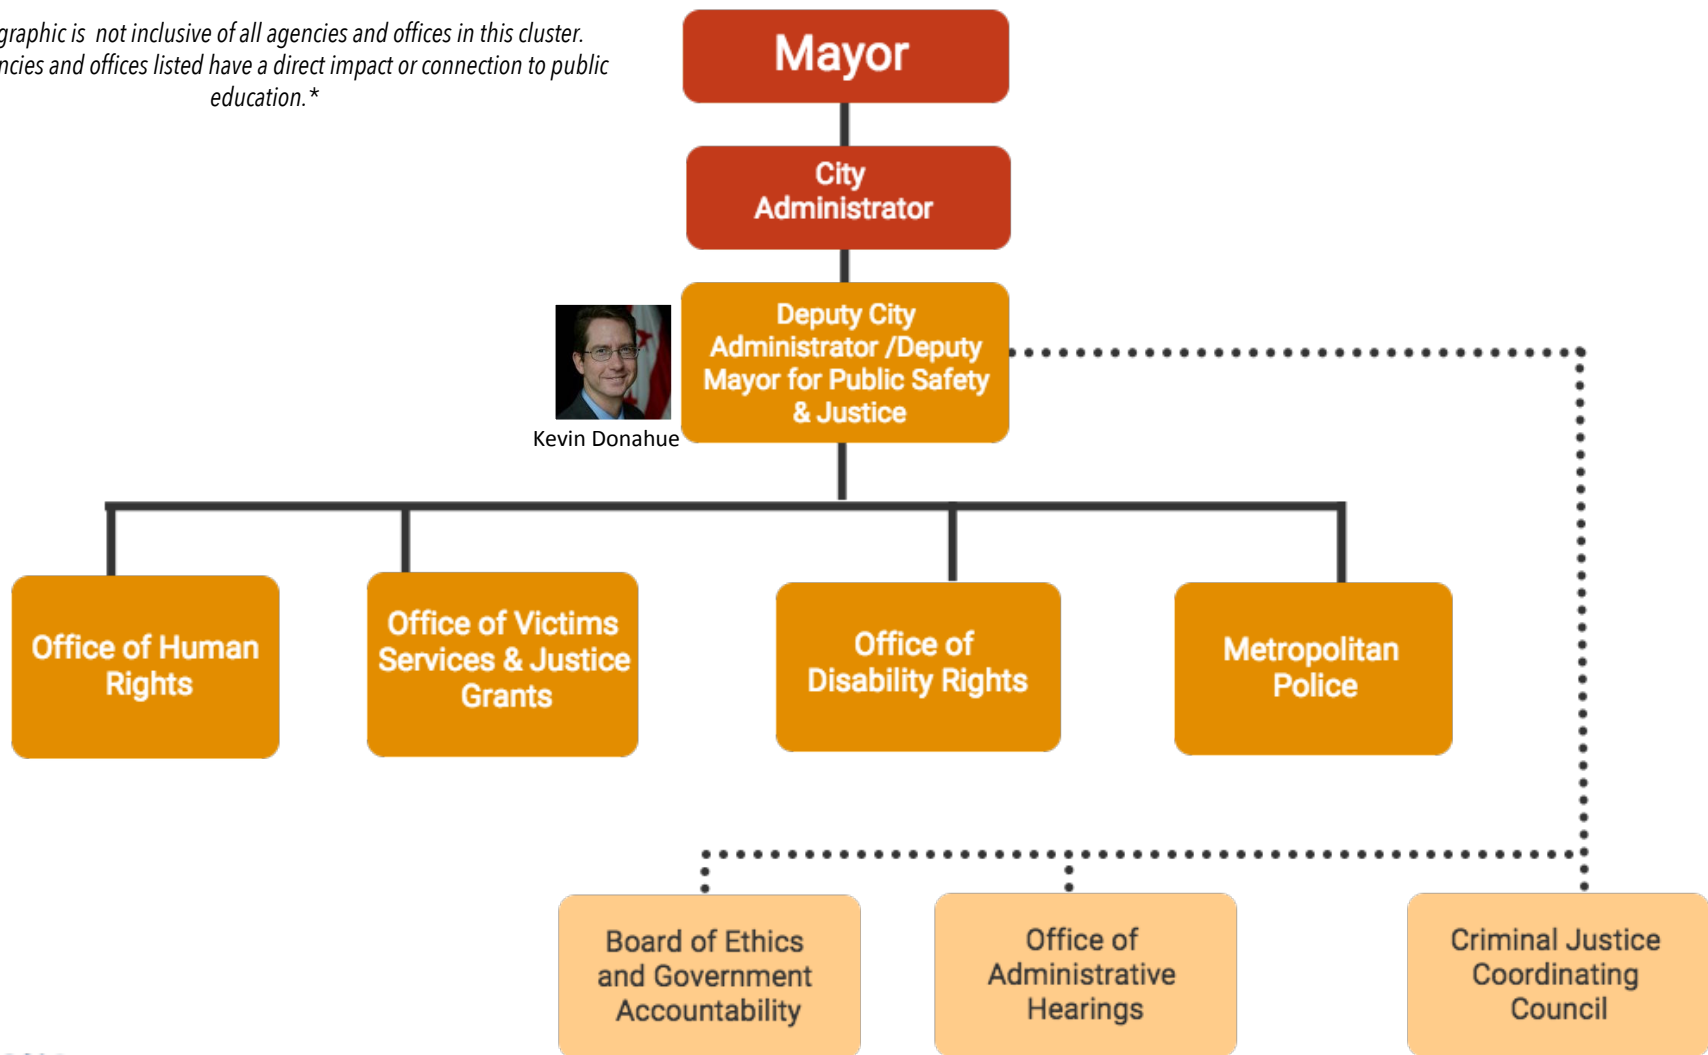 graphic is not inclusive of all agencies and offices in this cluster.
ncies and offices listed have a direct impact or connection to public
education.*
Mayor
City
Administrator
Deputy City
Administrator /Deputy
Mayor for Public Safety
& Justice
Kevin Donahue
Office of Human
Rights
Office of Victims
Services & Justice
Grants
Office of
Disability Rights
Metropolitan
Police
Board of Ethics
and Government
Accountability
Office of
Administrative
Hearings
Criminal Justice
Coordinating
Council